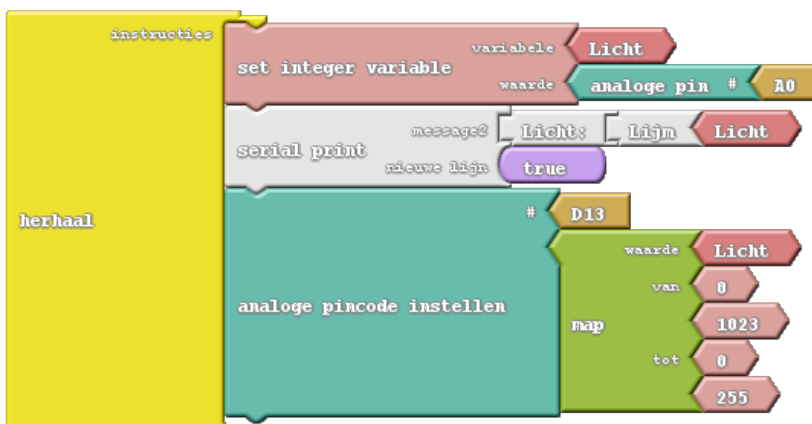 instructies
variabele Licht
set integer variable
waarde analoge pin # A0
message2 Licht: Lijm Licht
serial print
nieuwe lijn true
# D13
herhaal
waarde Licht
van 0
analoge pincode instellen
map 1023
tot 0
255